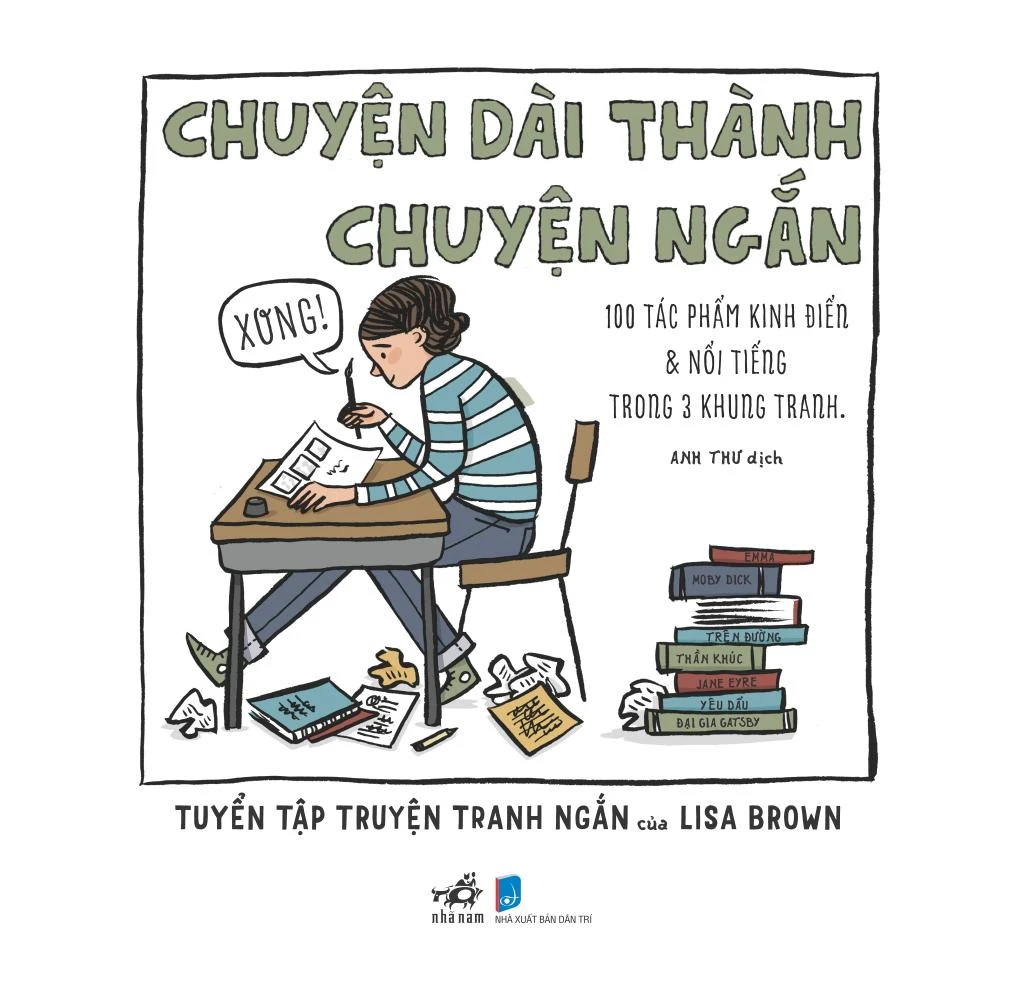 CHUYỆN DÀI THÀNH
CHUYỆN NGẮN
XONG!
100 TÁC PHẨM KINH ĐIỂN
& NỔI TIẾNG
TRONG 3 KHUNG TRANH.
ANH THƯ dịch
EMMA
MOBY DICK
TRÊN ĐƯỜNG
THẦN KHÚC
JANE EYRE
YÊU DẤU
ĐẠI GIA GATSBY
TUYỂN TẬP TRUYỆN TRANH NGẮN của LISA BROWN
nhã nam
NHÀ XUẤT BẢN DÂN TRÍ